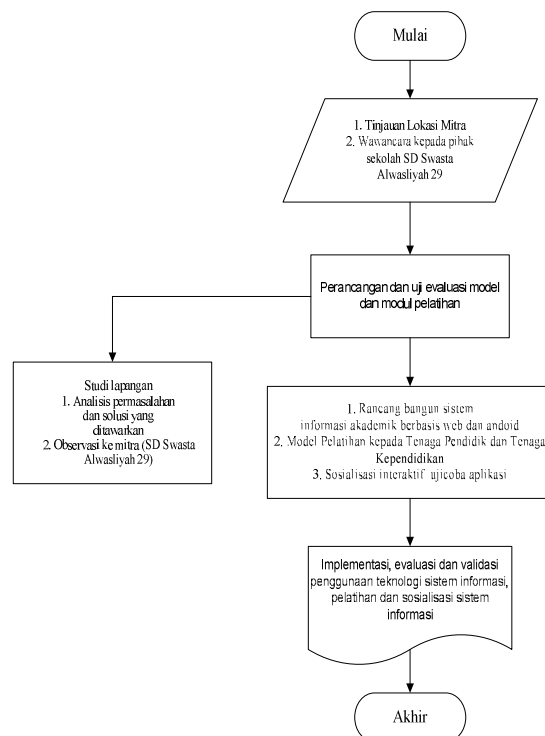 Mulai
1. Tinjauan Lokasi Mitra
2. Wawancara kepada pihak
sekolah SD Swasta
Alwasliyah 29
Perancangan dan uji evaluasi model
dan modul pelatihan
Studi lapangan
1. Analisis permasalahan
dan solusi yang
ditawarkan
2. Observasi ke mitra (SD Swasta
Alwasliyah 29)
1. Rancang bangun sistem
informasi akademik berbasis web dan andoid
2. Model Pelatihan kepada Tenaga Pendidik dan Tenaga
Kependidikan
3. Sosialisasi interaktif ujicoba aplikasi
Implementasi, evaluasi dan validasi
penggunaan teknologi sistem informasi,
pelatihan dan sosialisasi sistem
informasi
Akhir